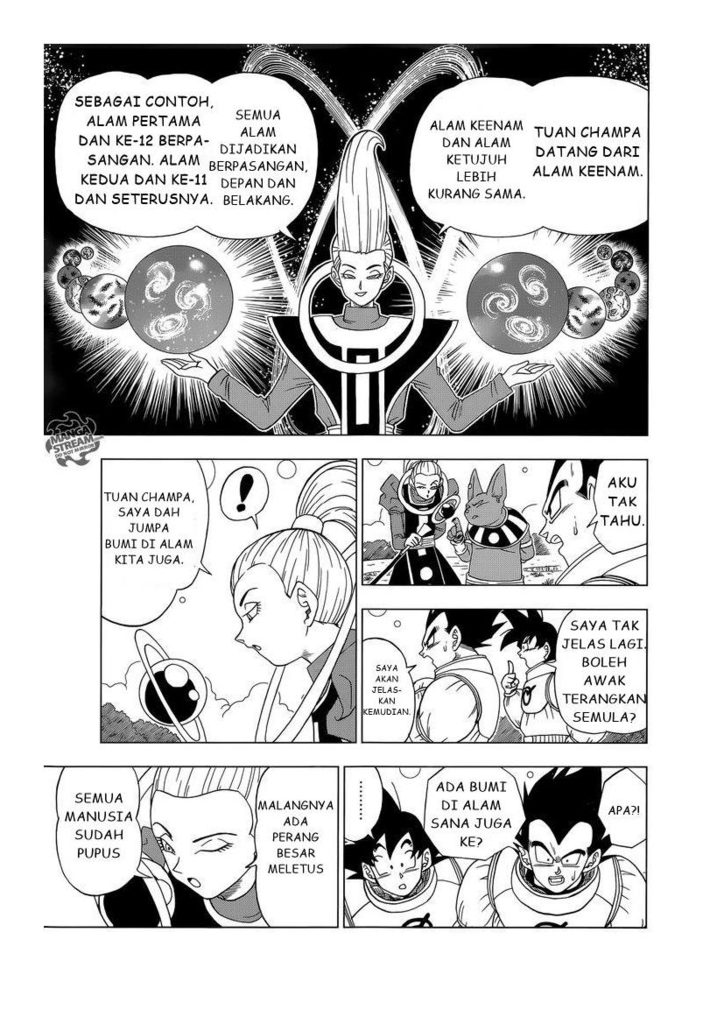 TUAN CHAMPA
DATANG DARI
ALAM KEENAM.
ALAM KEENAM
DAN ALAM
KETUJUH
LEBIH
KURANG SAMA.
SEMUA
ALAM
DIJADIKAN
BERPASANGAN,
DEPAN DAN
BELAKANG.
SEBAGAI CONTOH,
ALAM PERTAMA
DAN KE-12 BERPA-
SANGAN. ALAM
KEDUA DAN KE-11
DAN SETERUSNYA.
MANGA
STREAM
DO NOT MIRROR
AKU
TAK
TAHU.
SAYA TAK
JELAS LAGI.
BOLEH
AWAK
TERANGKAN
SEMULA?
SAYA
AKAN
JELAS-
KAN
KEMUDIAN.
!
TUAN CHAMPA,
SAYA DAH
JUMPA
BUMI DI ALAM
KITA JUGA.
APA?!
ADA BUMI
DI ALAM
SANA JUGA
KE?
.........
MALANGNYA
ADA
PERANG
BESAR
MELETUS
SEMUA
MANUSIA
SUDAH
PUPUS